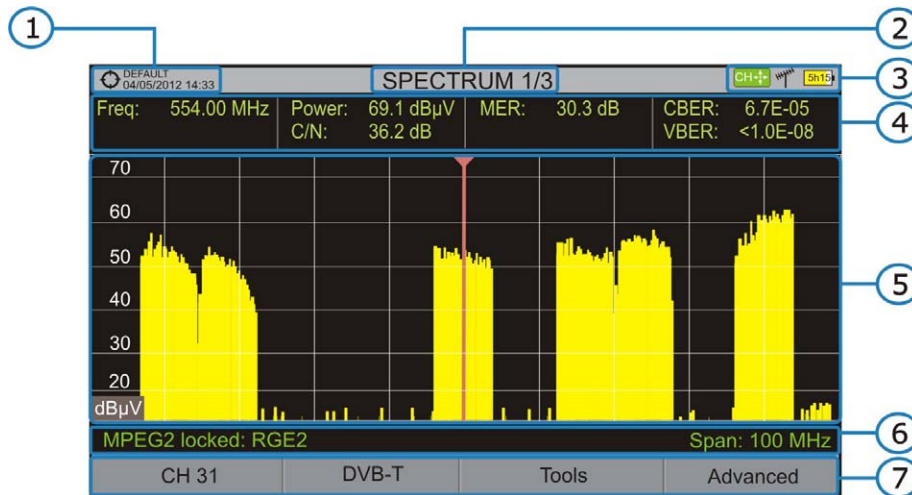 1
2
3
4
5
6
7
DEFAULT
04/05/2012 14:33
SPECTRUM 1/3
CH
5h15
Freq: 554.00 MHz
Power: 69.1 dBµV
C/N: 36.2 dB
MER: 30.3 dB
CBER: 6.7E-05
VBER: <1.0E-08
70
60
50
40
30
20
dBµV
MPEG2 locked: RGE2
Span: 100 MHz
CH 31
DVB-T
Tools
Advanced